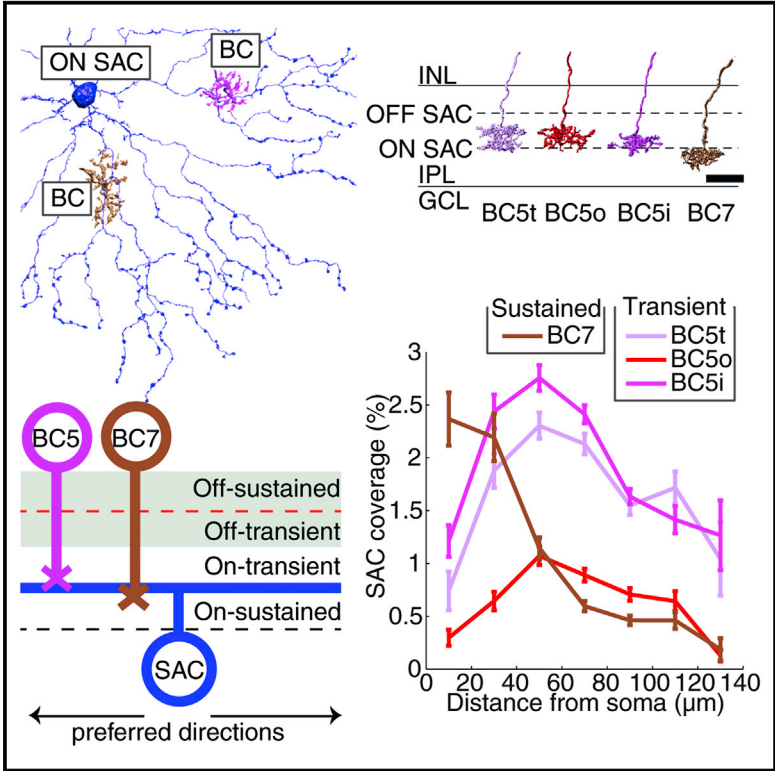 ON SAC
BC
BC
INL
OFF SAC
ON SAC
IPL
GCL
BC5t BC5o BC5i BC7
BC5
BC7
Off-sustained
Off-transient
On-transient
On-sustained
SAC
preferred directions
Sustained
BC7
Transient
BC5t
BC5o
BC5i
SAC coverage (%)
3
2.5
2
1.5
1
0.5
0
0 20 40 60 80 100 120 140
Distance from soma (μm)